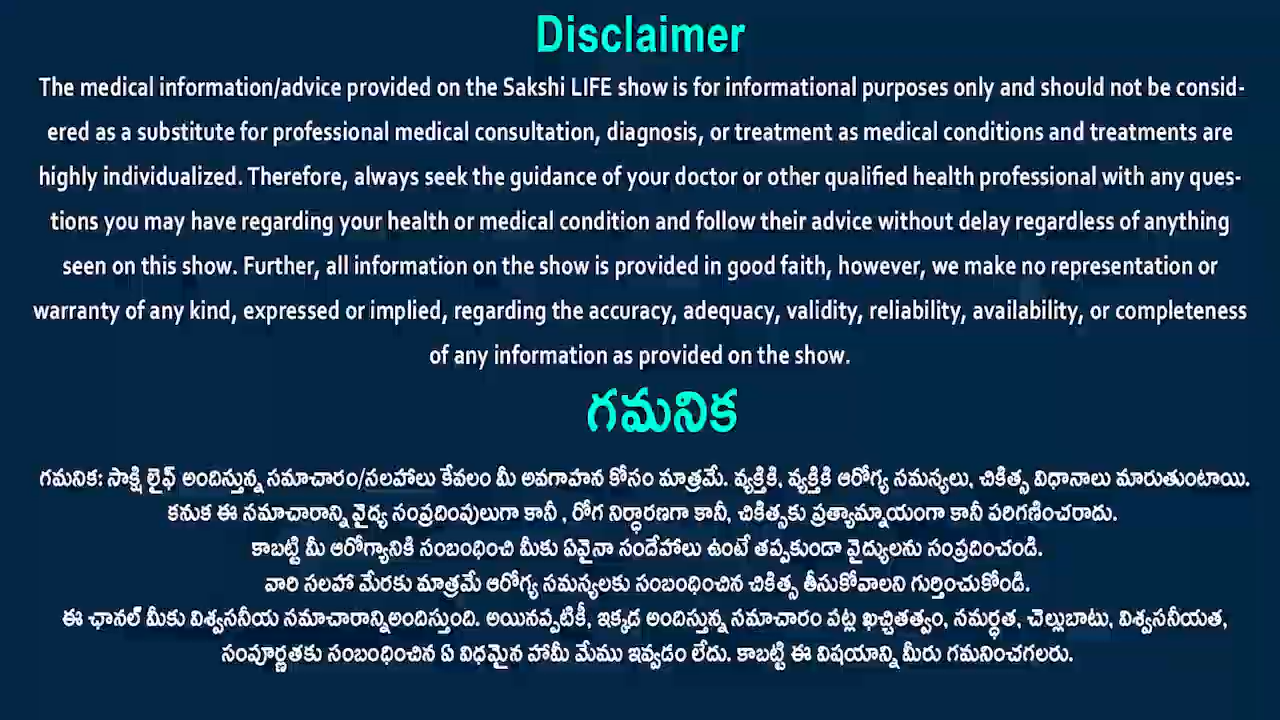 Disclaimer
The medical information/advice provided on the Sakshi LIFE show is for informational purposes only and should not be consid-
ered as a substitute for professional medical consultation, diagnosis, or treatment as medical conditions and treatments are
highly individualized. Therefore, always seek the guidance of your doctor or other qualified health professional with any ques-
tions you may have regarding your health or medical condition and follow their advice without delay regardless of anything
seen on this show. Further, all information on the show is provided in good faith, however, we make no representation or
warranty of any kind, expressed or implied, regarding the accuracy, adequacy, validity, reliability, availability, or completeness
of any information as provided on the show.
గమనిక
గమనిక: సాక్షి లైఫ్ అందిస్తున్న సమాచారం/సలహాలు కేవలం మీ అవగాహన కోసం మాత్రమే. వ్యక్తికి, వ్యక్తికి ఆరోగ్య సమస్యలు, చికిత్స విధానాలు మారుతుంటాయి.
కనుక ఈ సమాచారాన్ని వైద్య సంప్రదింపులుగా కానీ , రోగ నిర్ధారణగా కానీ, చికిత్సకు ప్రత్యామ్నాయంగా కానీ పరిగణించరాదు.
కాబట్టి మీ ఆరోగ్యానికి సంబంధించి మీకు ఏవైనా సందేహాలు ఉంటే తప్పకుండా వైద్యులను సంప్రదించండి.
వారి సలహా మేరకు మాత్రమే ఆరోగ్య సమస్యలకు సంబంధించిన చికిత్స తీసుకోవాలని గుర్తించుకోండి.
ఈ ఛానల్ మీకు విశ్వసనీయ సమాచారాన్నిఅందిస్తుంది. అయినప్పటికీ, ఇక్కడ అందిస్తున్న సమాచారం పట్ల ఖచ్చితత్వం, సమర్ధత, చెల్లుబాటు, విశ్వసనీయత,
సంపూర్ణతకు సంబంధించిన ఏ విధమైన హామీ మేము ఇవ్వడం లేదు. కాబట్టి ఈ విషయాన్ని మీరు గమనించగలరు.